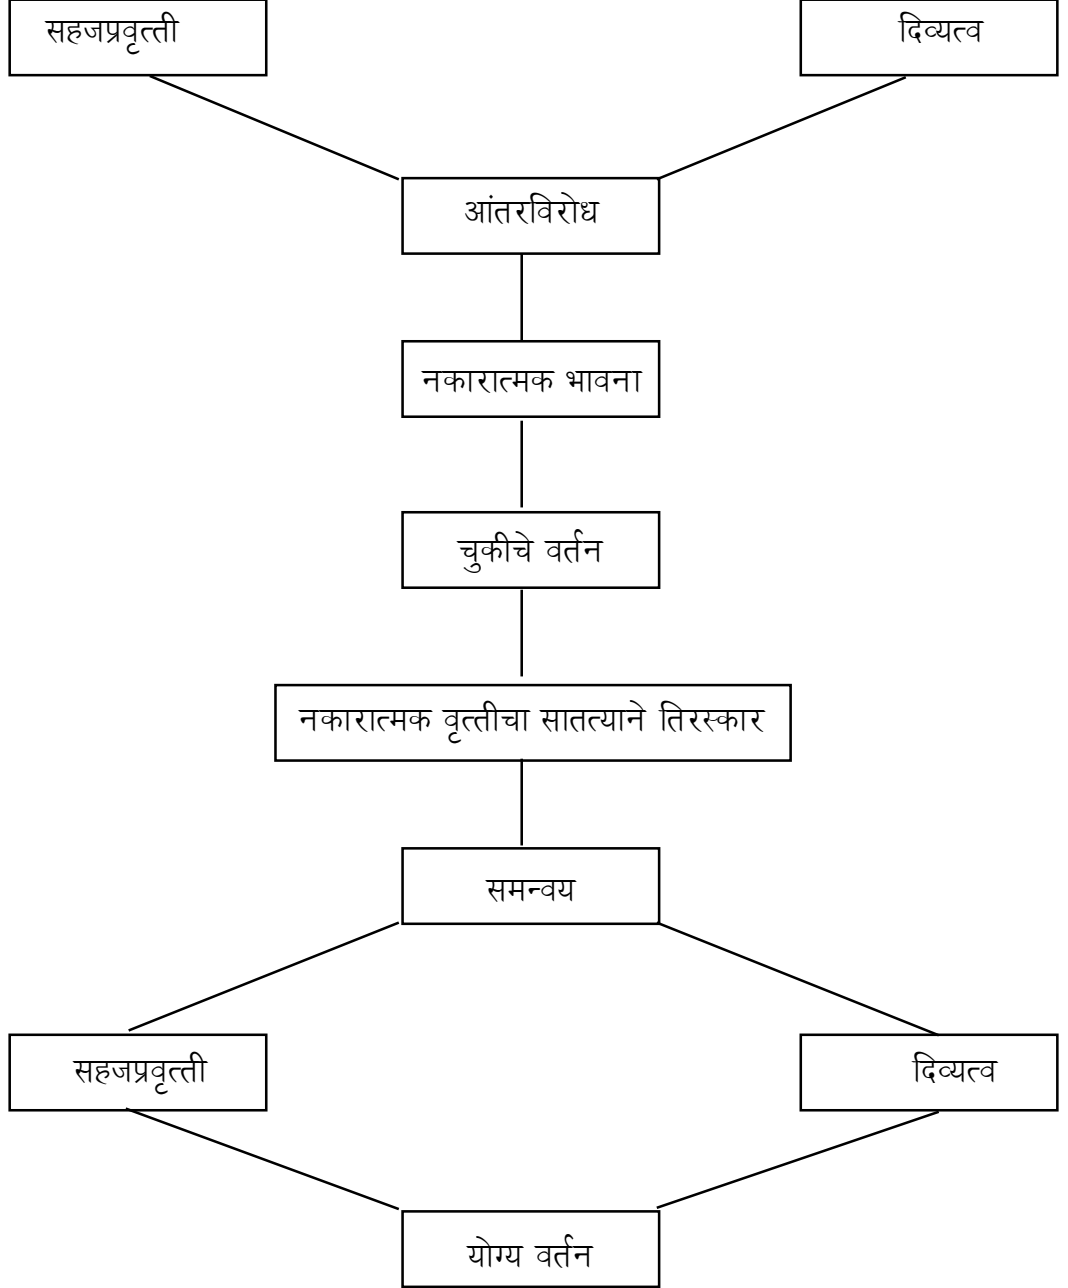 सहजप्रवृत्ती
दिव्यत्व
आंतरविरोध
नकारात्मक भावना
चुकीचे वर्तन
नकारात्मक वृत्तीचा सातत्याने तिरस्कार
समन्वय
सहजप्रवृत्ती
दिव्यत्व
योग्य वर्तन